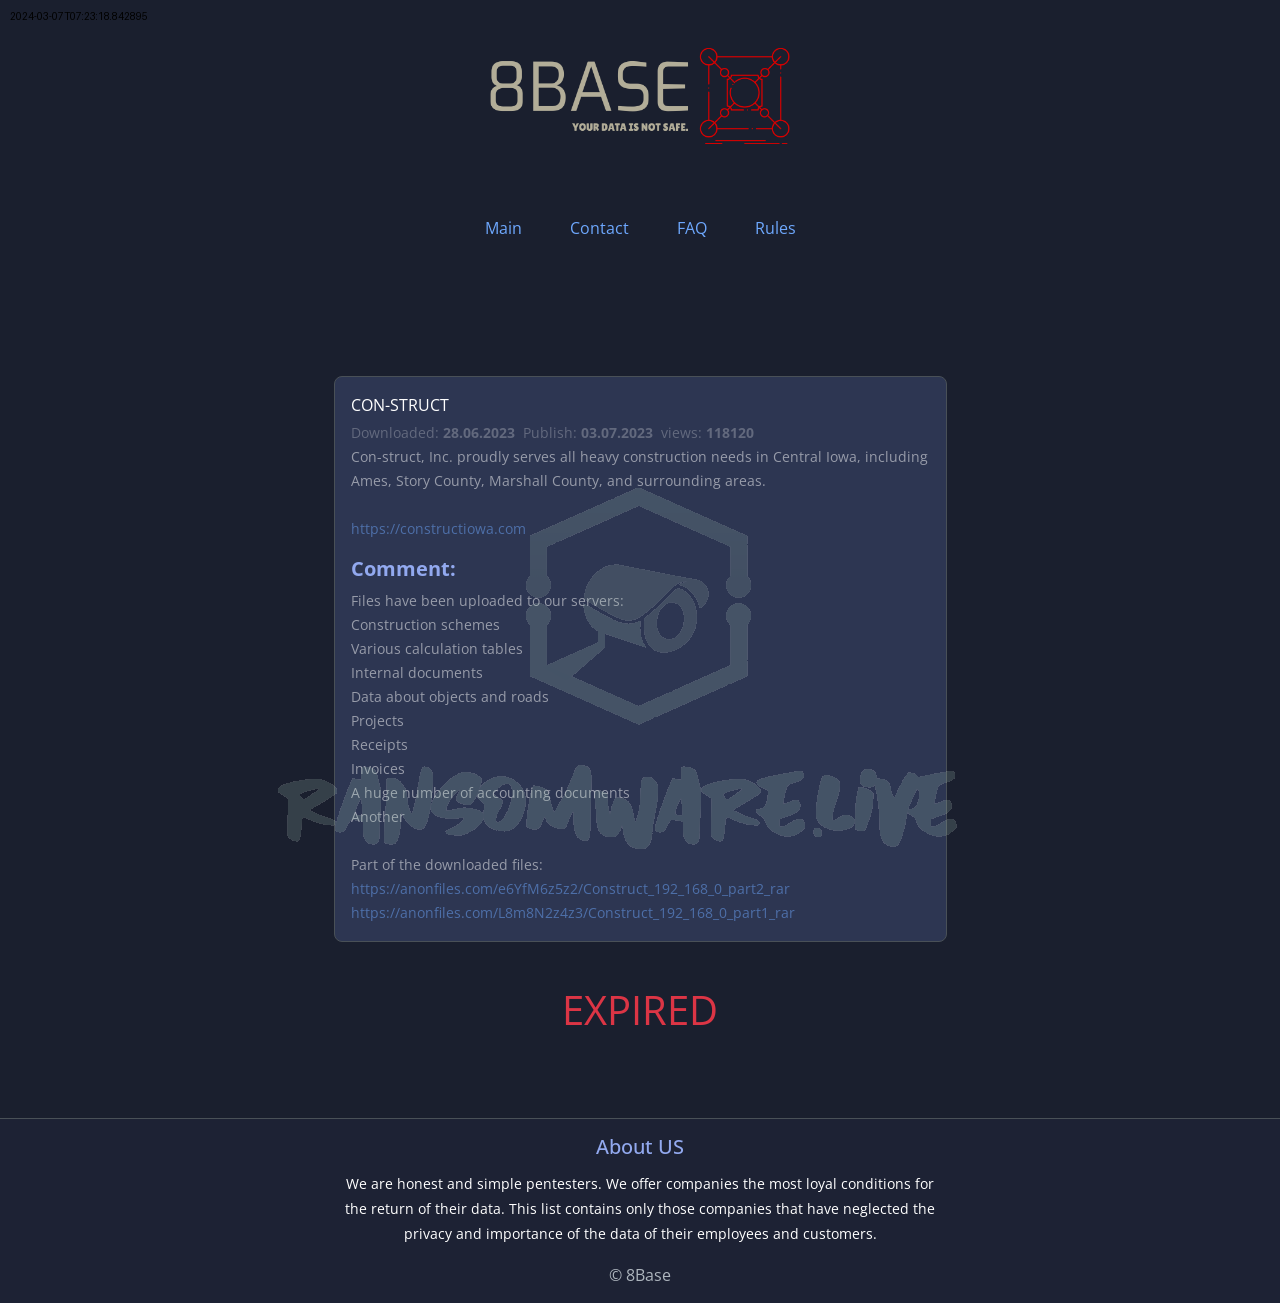 2024-03-07T07:23:18.842895
8BASE
YOUR DATA IS NOT SAFE.
Main Contact FAQ Rules
CON-STRUCT
Downloaded: 28.06.2023 Publish: 03.07.2023 views: 118120
Con-struct, Inc. proudly serves all heavy construction needs in Central Iowa, including
Ames, Story County, Marshall County, and surrounding areas.
https://constructiowa.com
Comment:
Files have been uploaded to our servers:
Construction schemes
Various calculation tables
Internal documents
Data about objects and roads
Projects
Receipts
Invoices
RANSOMWARE.LIVE
A huge number of accounting documents
Another
Part of the downloaded files:
https://anonfiles.com/e6YfM6z5z2/Construct_192_168_0_part2_rar
https://anonfiles.com/L8m8N2z4z3/Construct_192_168_0_part1_rar
EXPIRED
About US
We are honest and simple pentesters. We offer companies the most loyal conditions for
the return of their data. This list contains only those companies that have neglected the
privacy and importance of the data of their employees and customers.
© 8Base